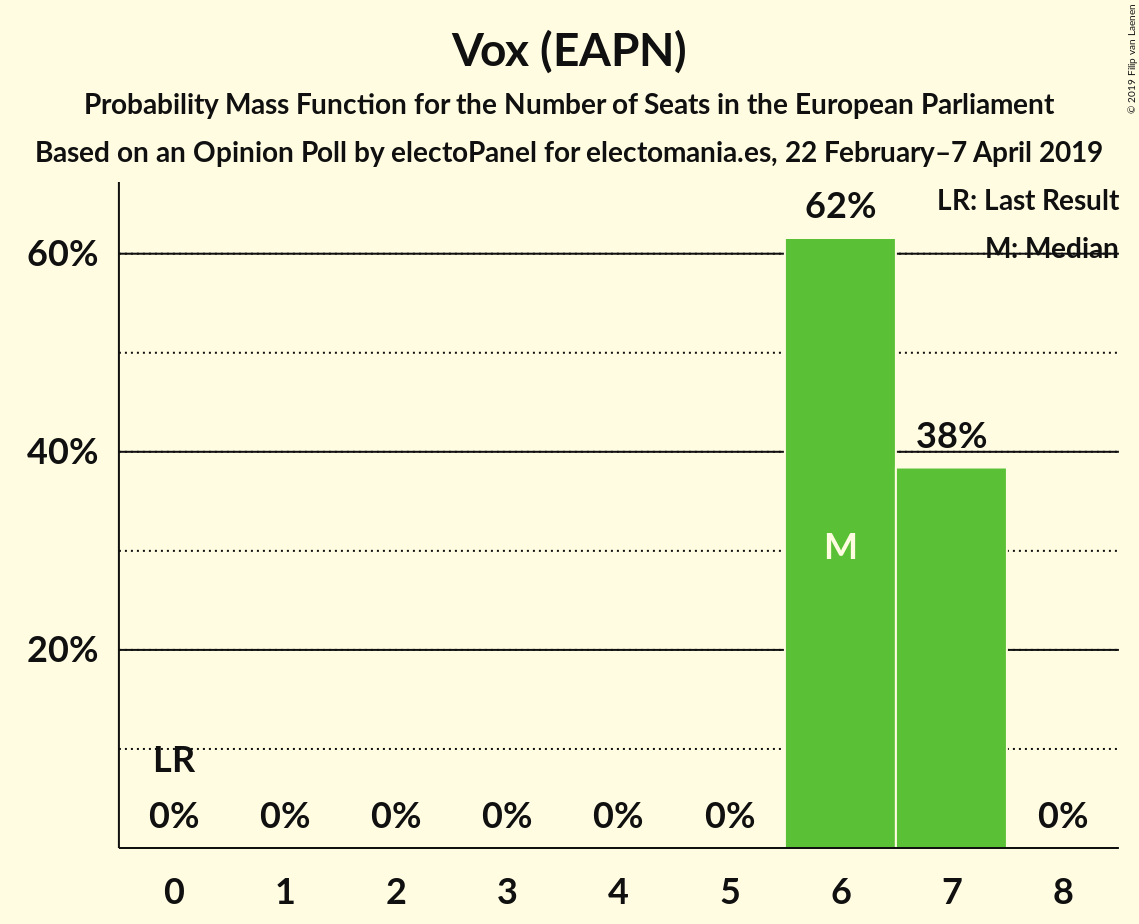 Vox (EAPN)
Probability Mass Function for the Number of Seats in the European Parliament
Based on an Opinion Poll by electoPanel for electomania.es, 22 February–7 April 2019
© 2019 Filip van Laenen
LR: Last Result
M: Median
62%
60%
38%
40%
M
20%
LR
0% 0% 0% 0% 0% 0% 0%
0 1 2 3 4 5 6 7 8